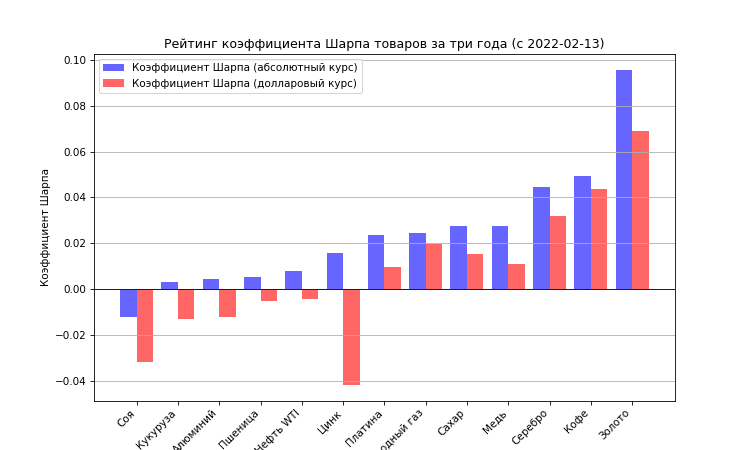 Рейтинг коэффициента Шарпа товаров за три года (с 2022-02-13)
Коэффициент Шарпа (абсолютный курс)
Коэффициент Шарпа (долларовый курс)
Коэффициент Шарпа
0.10
0.08
0.06
0.04
0.02
0.00
−0.02
−0.04
Соя
Кукуруза
Алюминий
Пшеница
Нефть WTI
Цинк
Платина
одный газ
Сахар
Медь
Серебро
Кофе
Золото